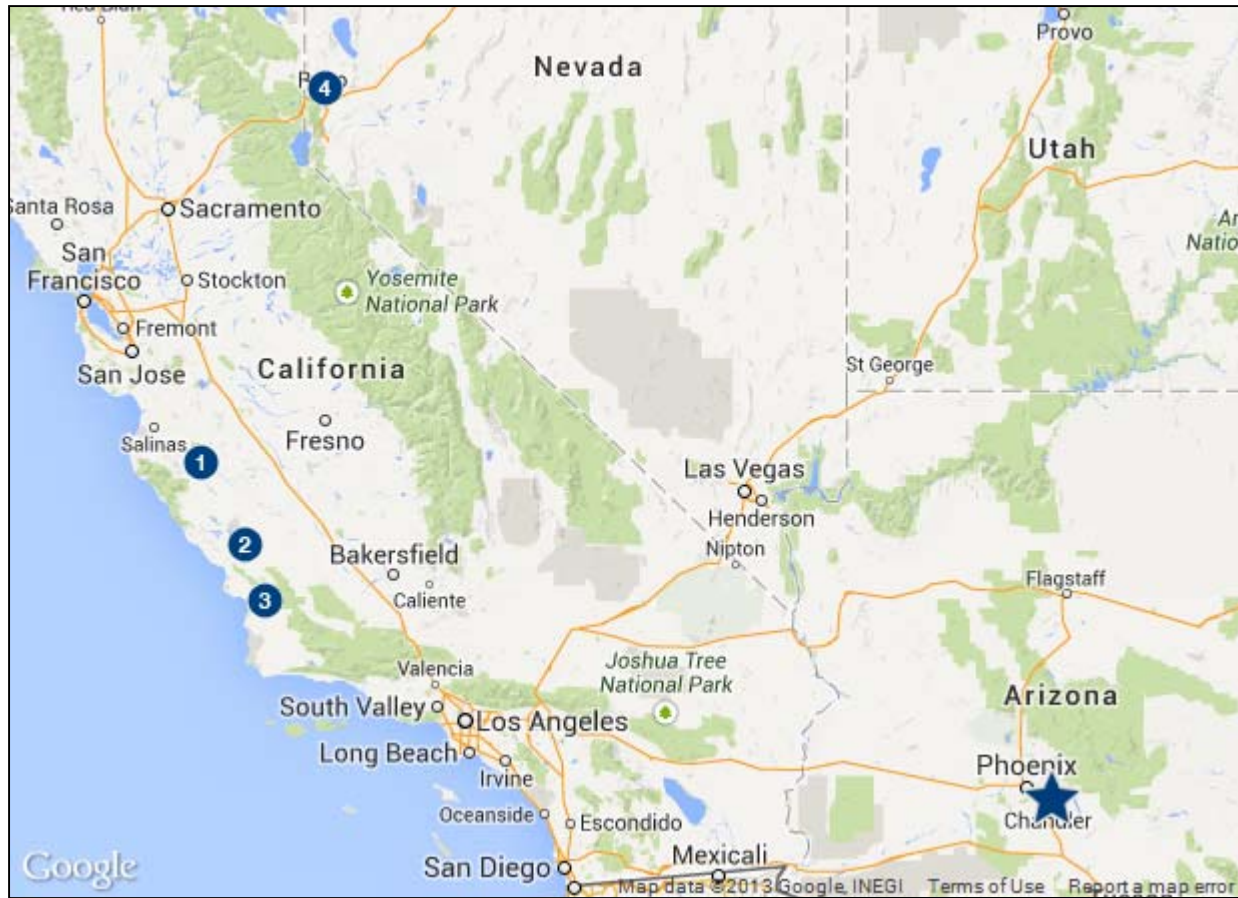 Provo
Nevada
4
Utah
Santa Rosa
Sacramento
San
Francisco
Stockton
Yosemite
National Park
Fremont
San Jose
California
St George
Salinas
Fresno
1
Las Vegas
Henderson
2
Bakersfield
Nipton
Flagstaff
3
Caliente
Joshua Tree
National Park
Valencia
Arizona
South Valley
Los Angeles
Long Beach
Phoenix
Irvine
Oceanside
Escondido
Chandler
San Diego
Mexicali
Google
Map data ©2013 Google, INEGI Terms of Use Report a map error